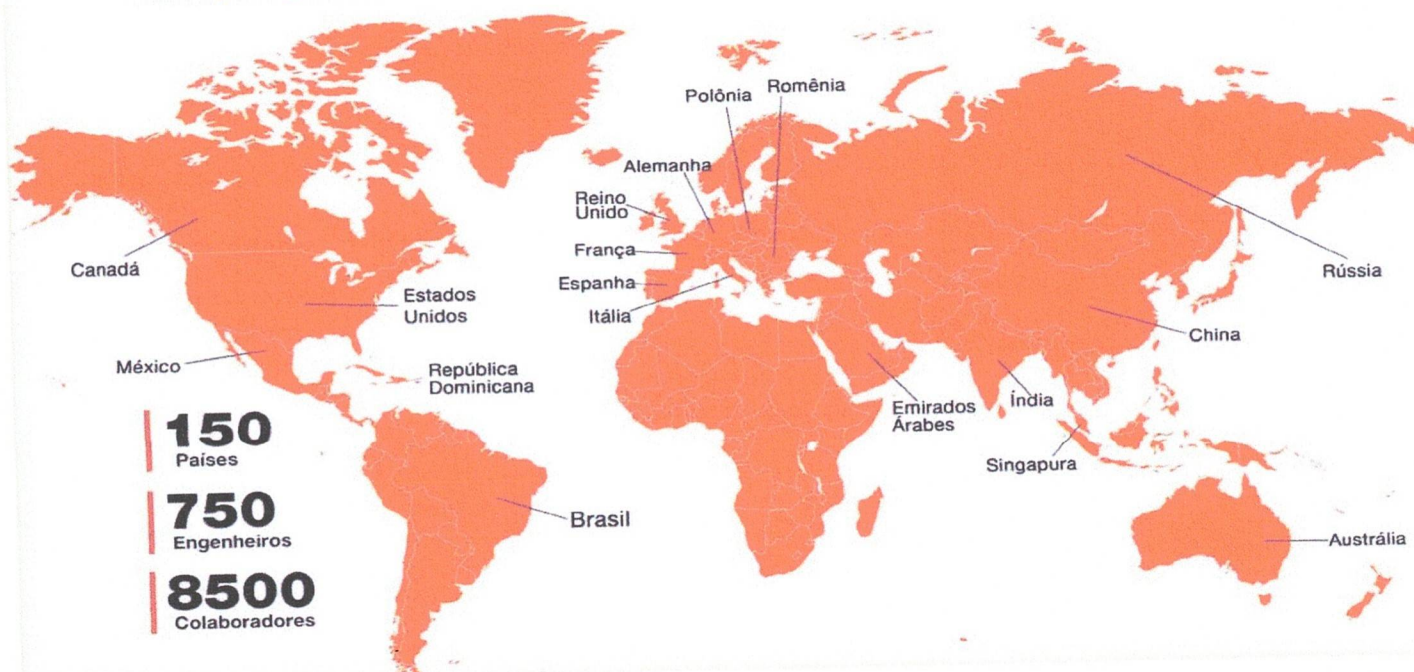 Polônia
Romênia
Alemanha
Reino
Unido
França
Espanha
Itália
Canadá
Estados
Unidos
México
República
Dominicana
Rússia
China
Índia
Emirados
Árabes
Singapura
Brasil
Austrália
150
Países
750
Engenheiros
8500
Colaboradores